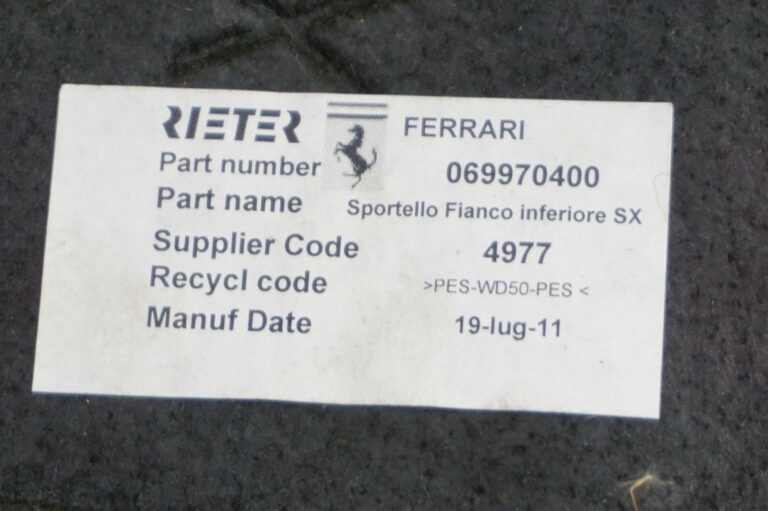 RIETER FERRARI
Part number 069970400
Part name Sportello Fianco inferiore SX
Supplier Code 4977
Recycl code >PES-WD50-PES <
Manuf Date 19-lug-11